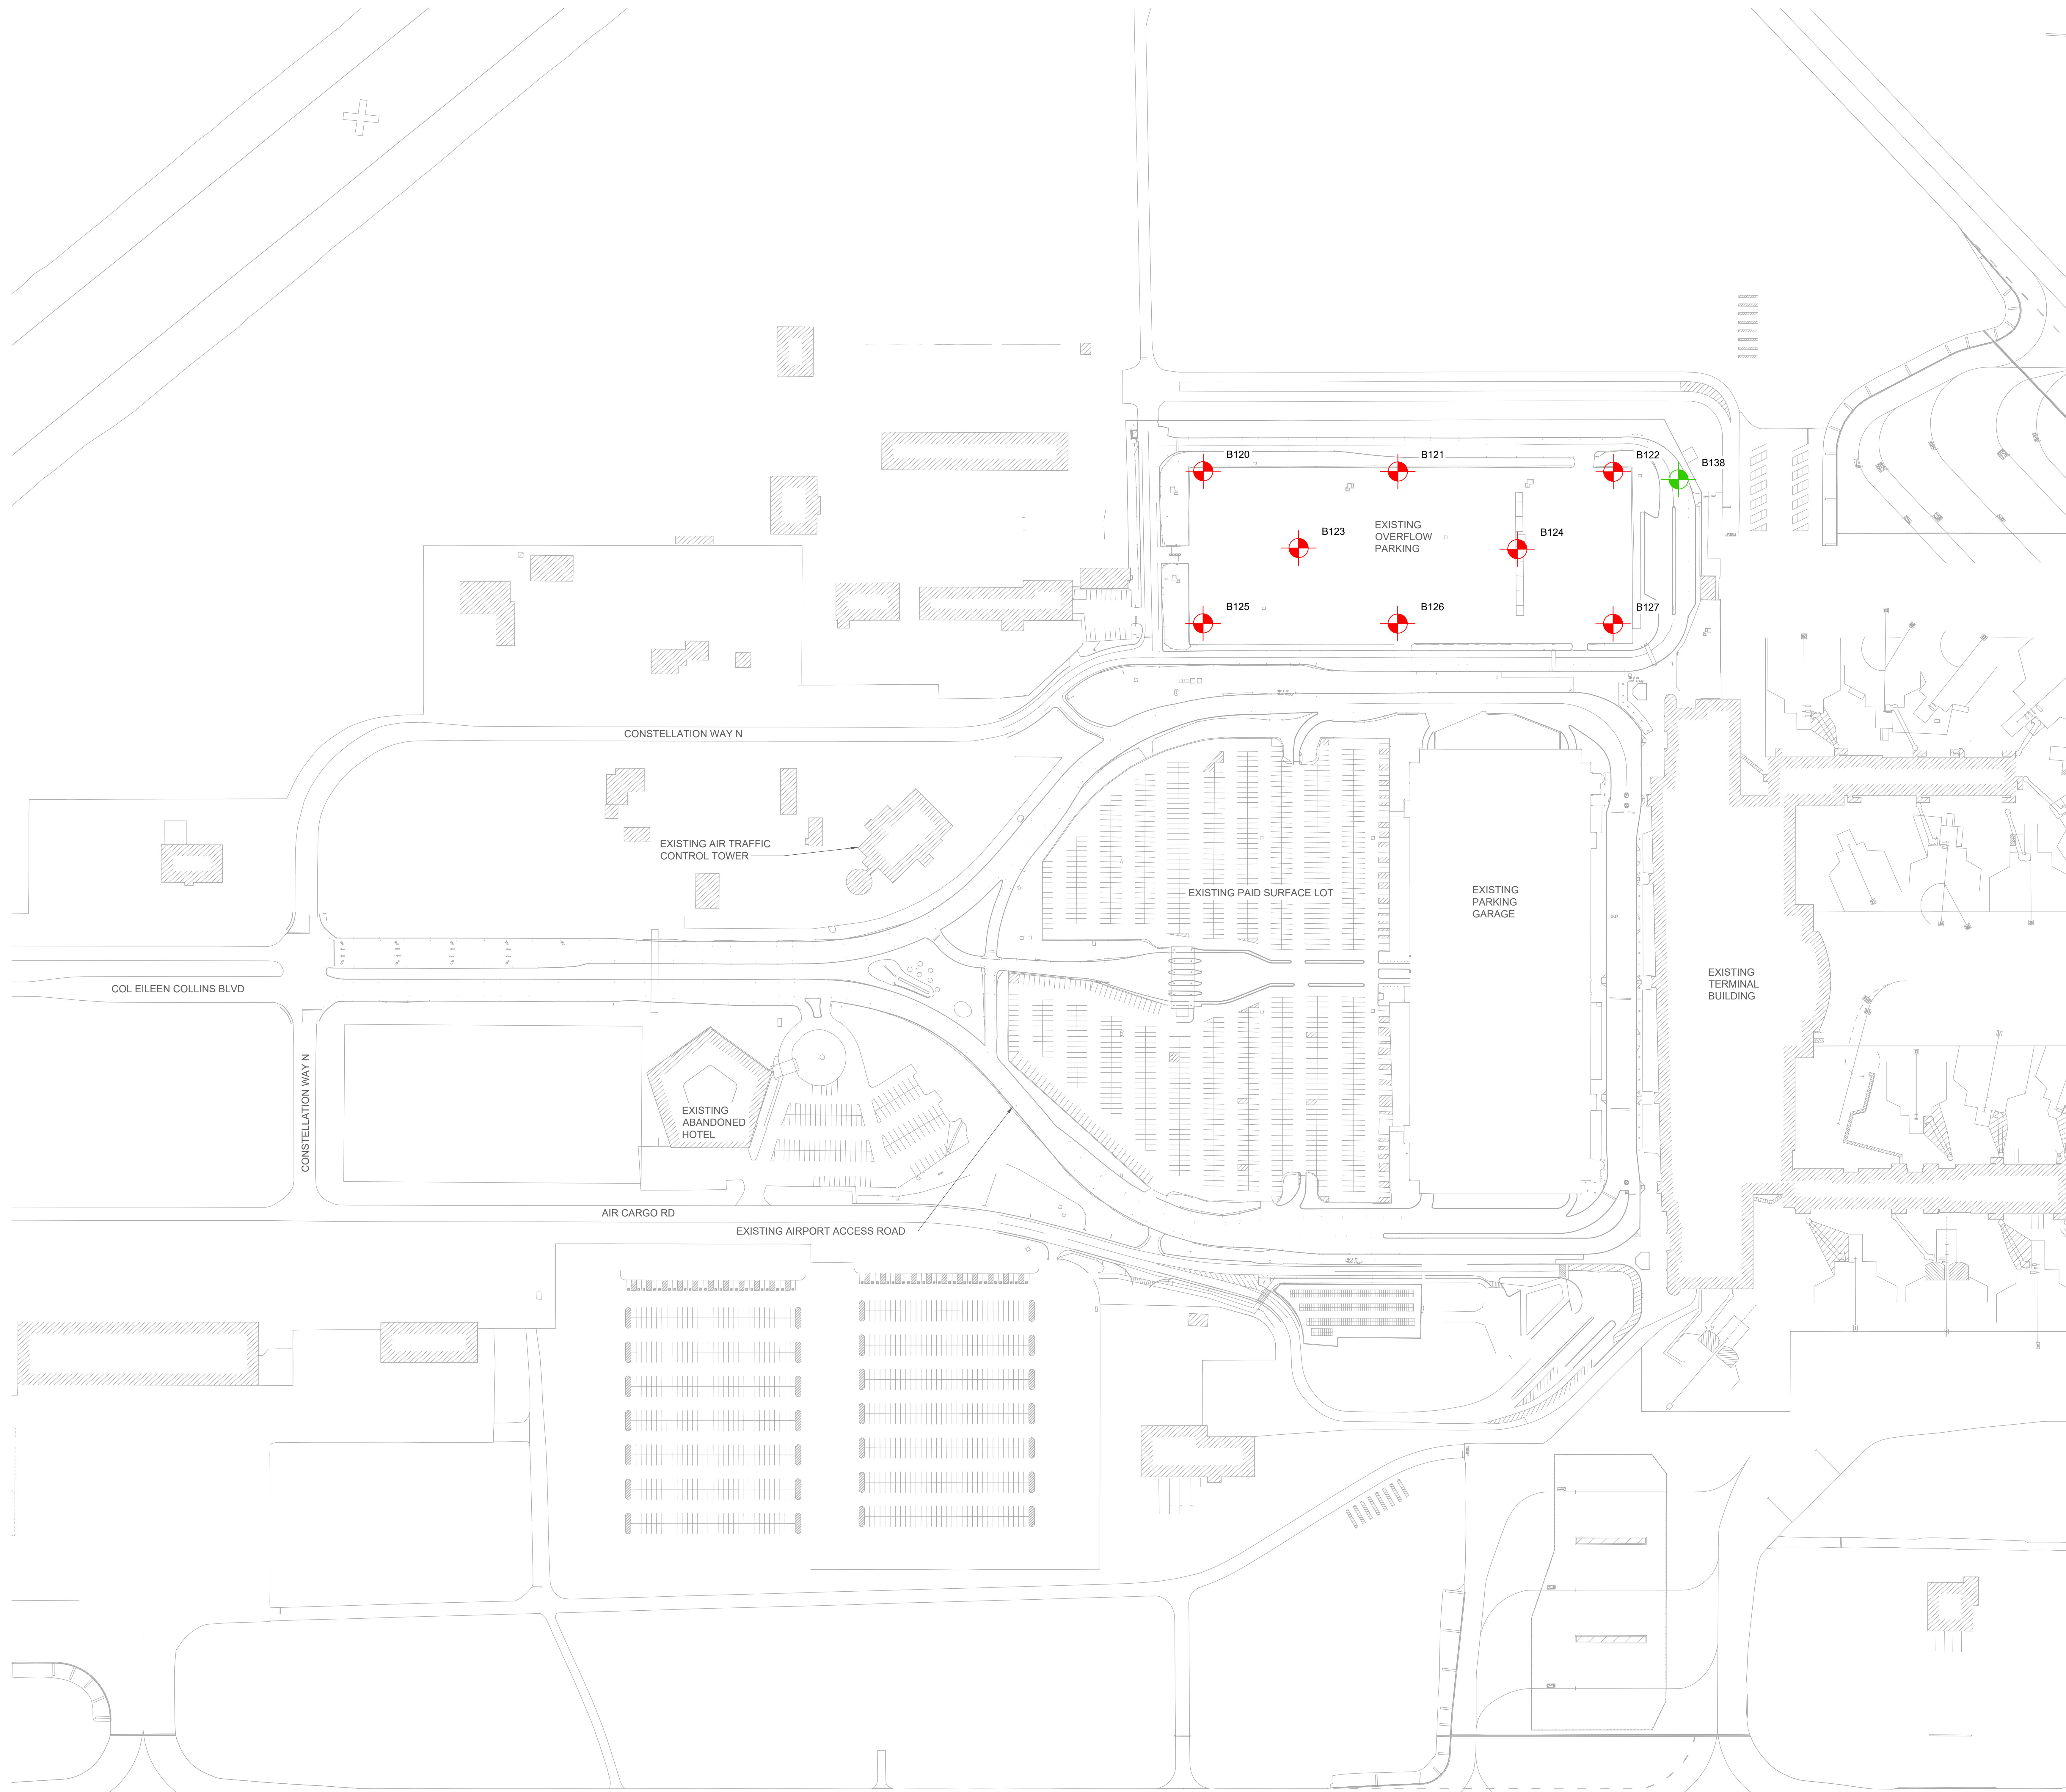 B120
B121
B122
B138
B123
EXISTING
OVERFLOW
PARKING
B124
B125
B126
B127
CONSTELLATION WAY N
EXISTING AIR TRAFFIC
CONTROL TOWER
EXISTING PAID SURFACE LOT
EXISTING
PARKING
GARAGE
EXISTING
TERMINAL
BUILDING
COL EILEEN COLLINS BLVD
CONSTELLATION WAY N
EXISTING
ABANDONED
HOTEL
AIR CARGO RD
EXISTING AIRPORT ACCESS ROAD